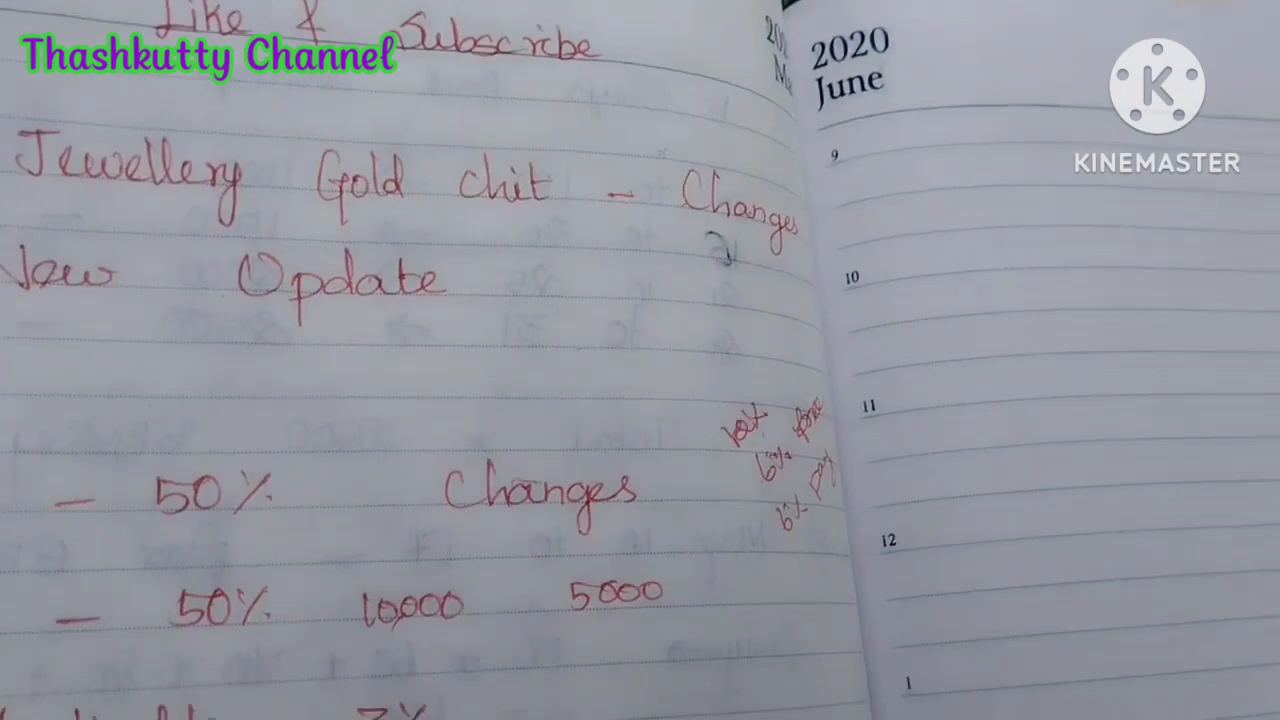 Like & Subscribe
Thashkutty Channel
Jewellery Gold chit - Changes
New Update
- 50% Changes
- 50% 10,000 5000
2020
June
9
10
11
12
1
KINEMASTER